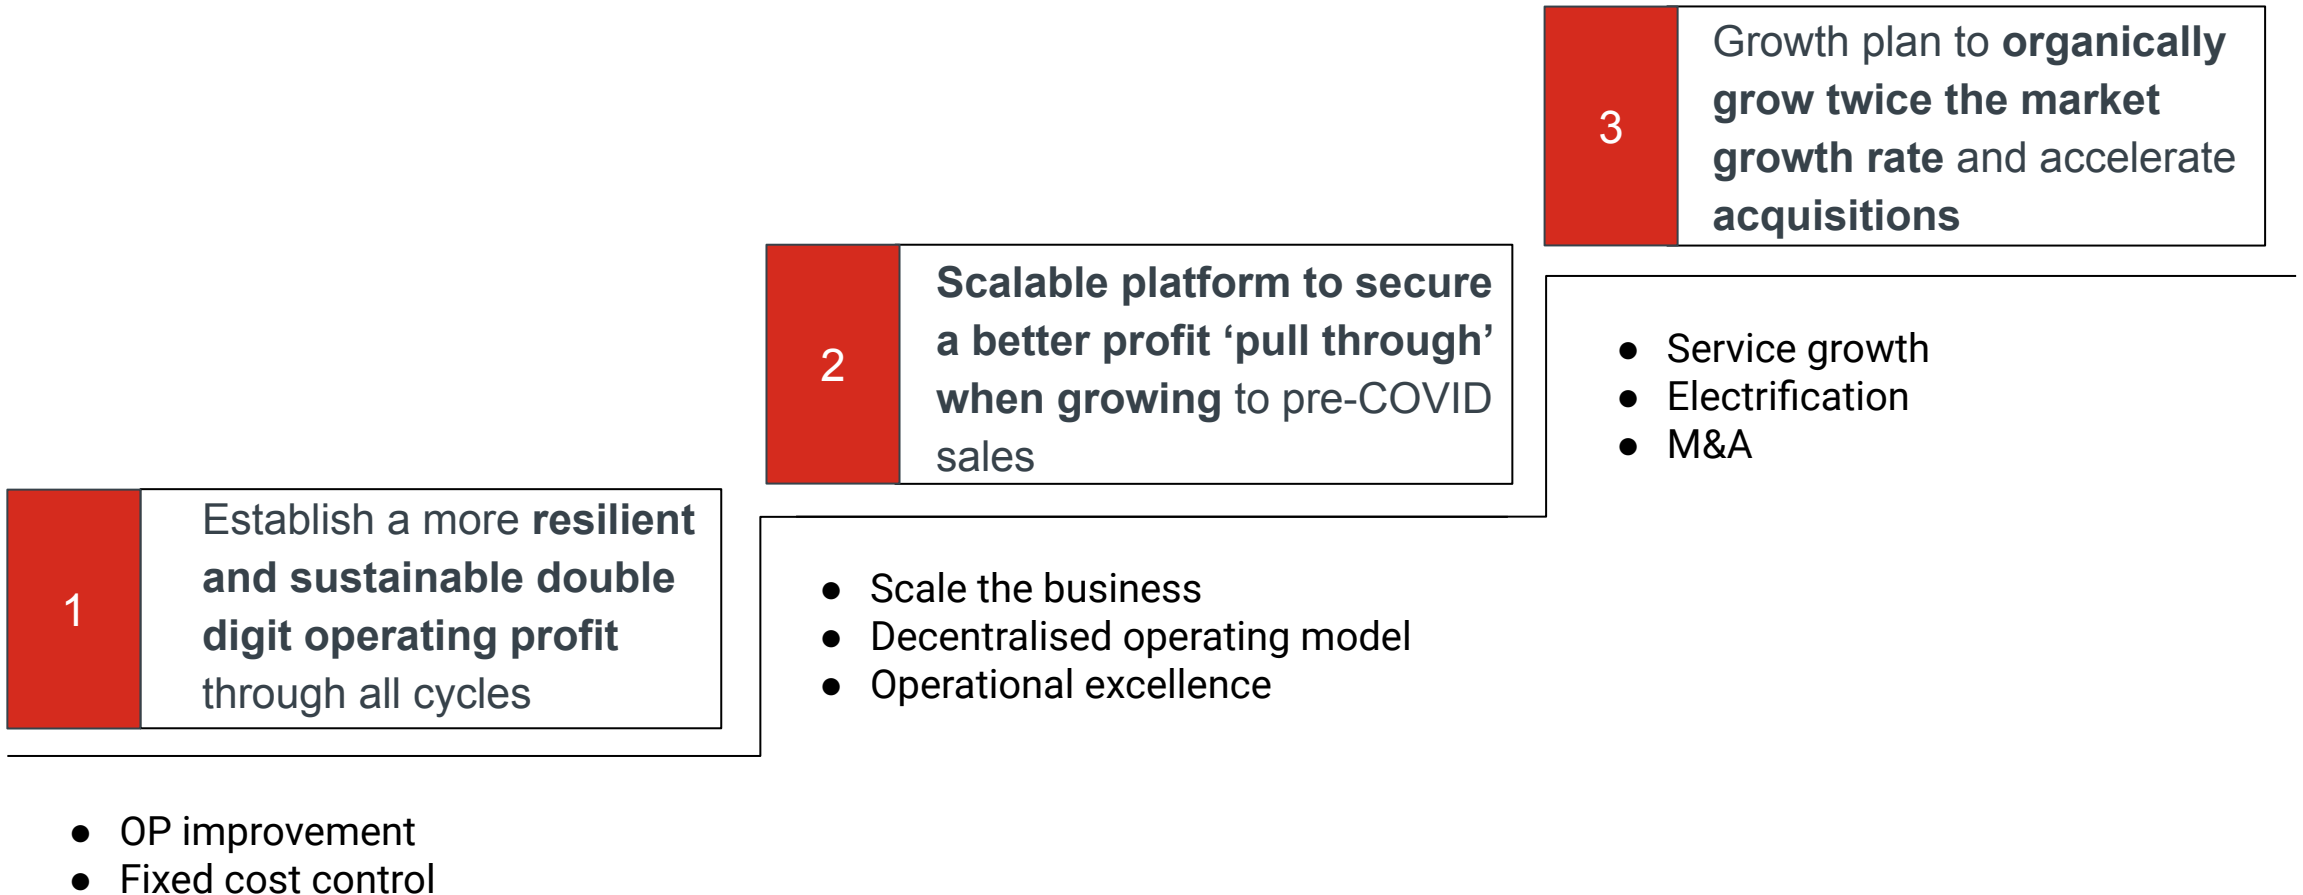 1
Establish a more resilient
and sustainable double
digit operating profit
through all cycles
● OP improvement
● Fixed cost control
2
Scalable platform to secure
a better profit ‘pull through’
when growing to pre-COVID
sales
● Scale the business
● Decentralised operating model
● Operational excellence
3
Growth plan to organically
grow twice the market
growth rate and accelerate
acquisitions
● Service growth
● Electrification
● M&A